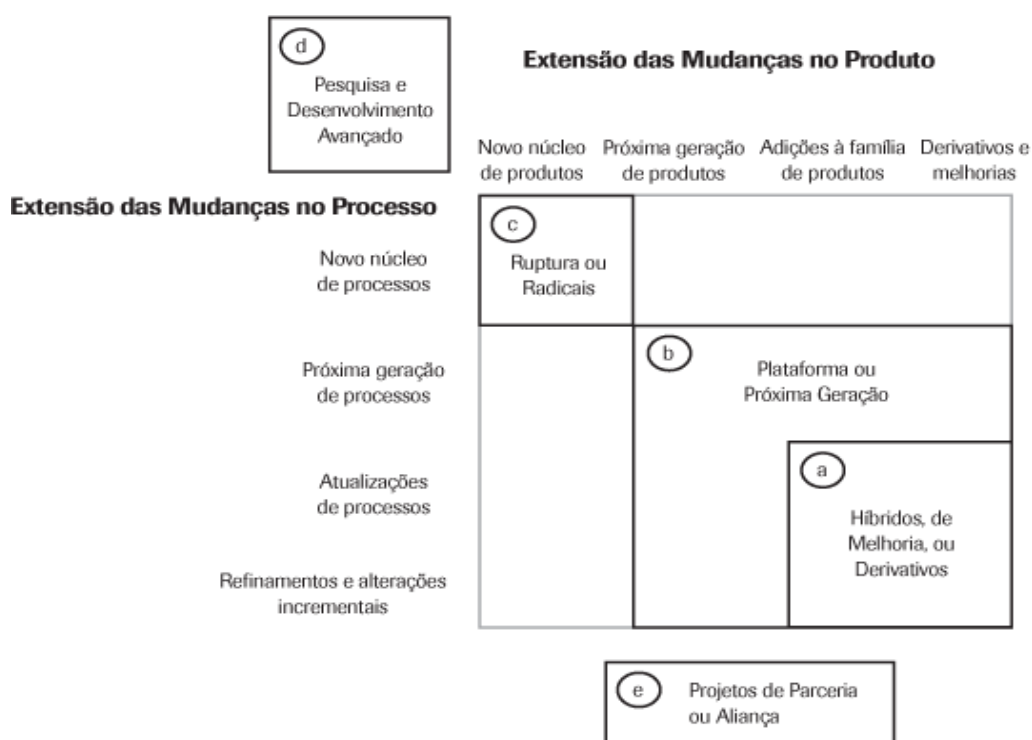 d
Pesquisa e
Desenvolvimento
Avançado
Extensão das Mudanças no Produto
Novo núcleo
de produtos
Próxima geração
de produtos
Adições à família
de produtos
Derivativos e
melhorias
Extensão das Mudanças no Processo
c
Ruptura ou
Radicais
Novo núcleo
de processos
b
Plataforma ou
Próxima Geração
Próxima geração
de processos
a
Híbridos, de
Melhoria, ou
Derivativos
Atualizações
de processos
Refinamentos e alterações
incrementais
e
Projetos de Parceria
ou Aliança